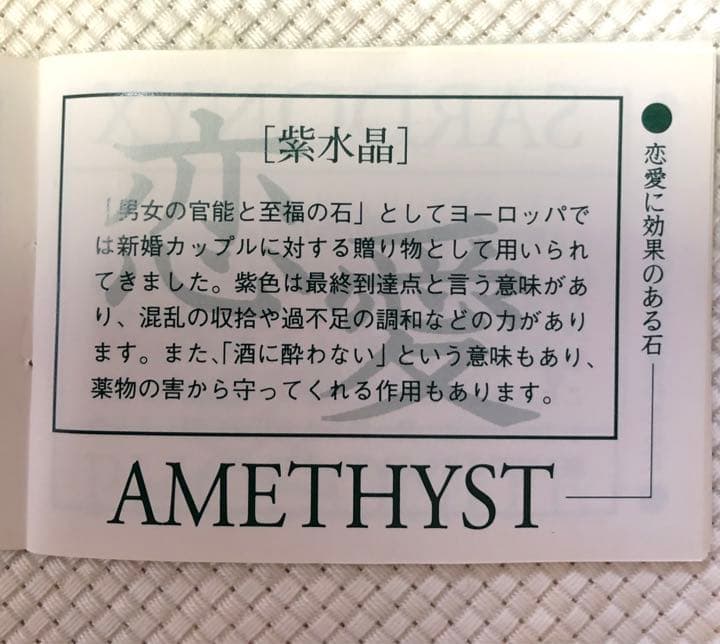 恋愛
[紫水晶]
「男女の官能と至福の石」としてヨーロッパで
は新婚カップルに対する贈り物として用いられ
てきました。紫色は最終到達点と言う意味があ
り、混乱の収拾や過不足の調和などの力があり
ます。また、「酒に酔わない」という意味もあり、
薬物の害から守ってくれる作用もあります。
AMETHYST
●恋愛に効果のある石